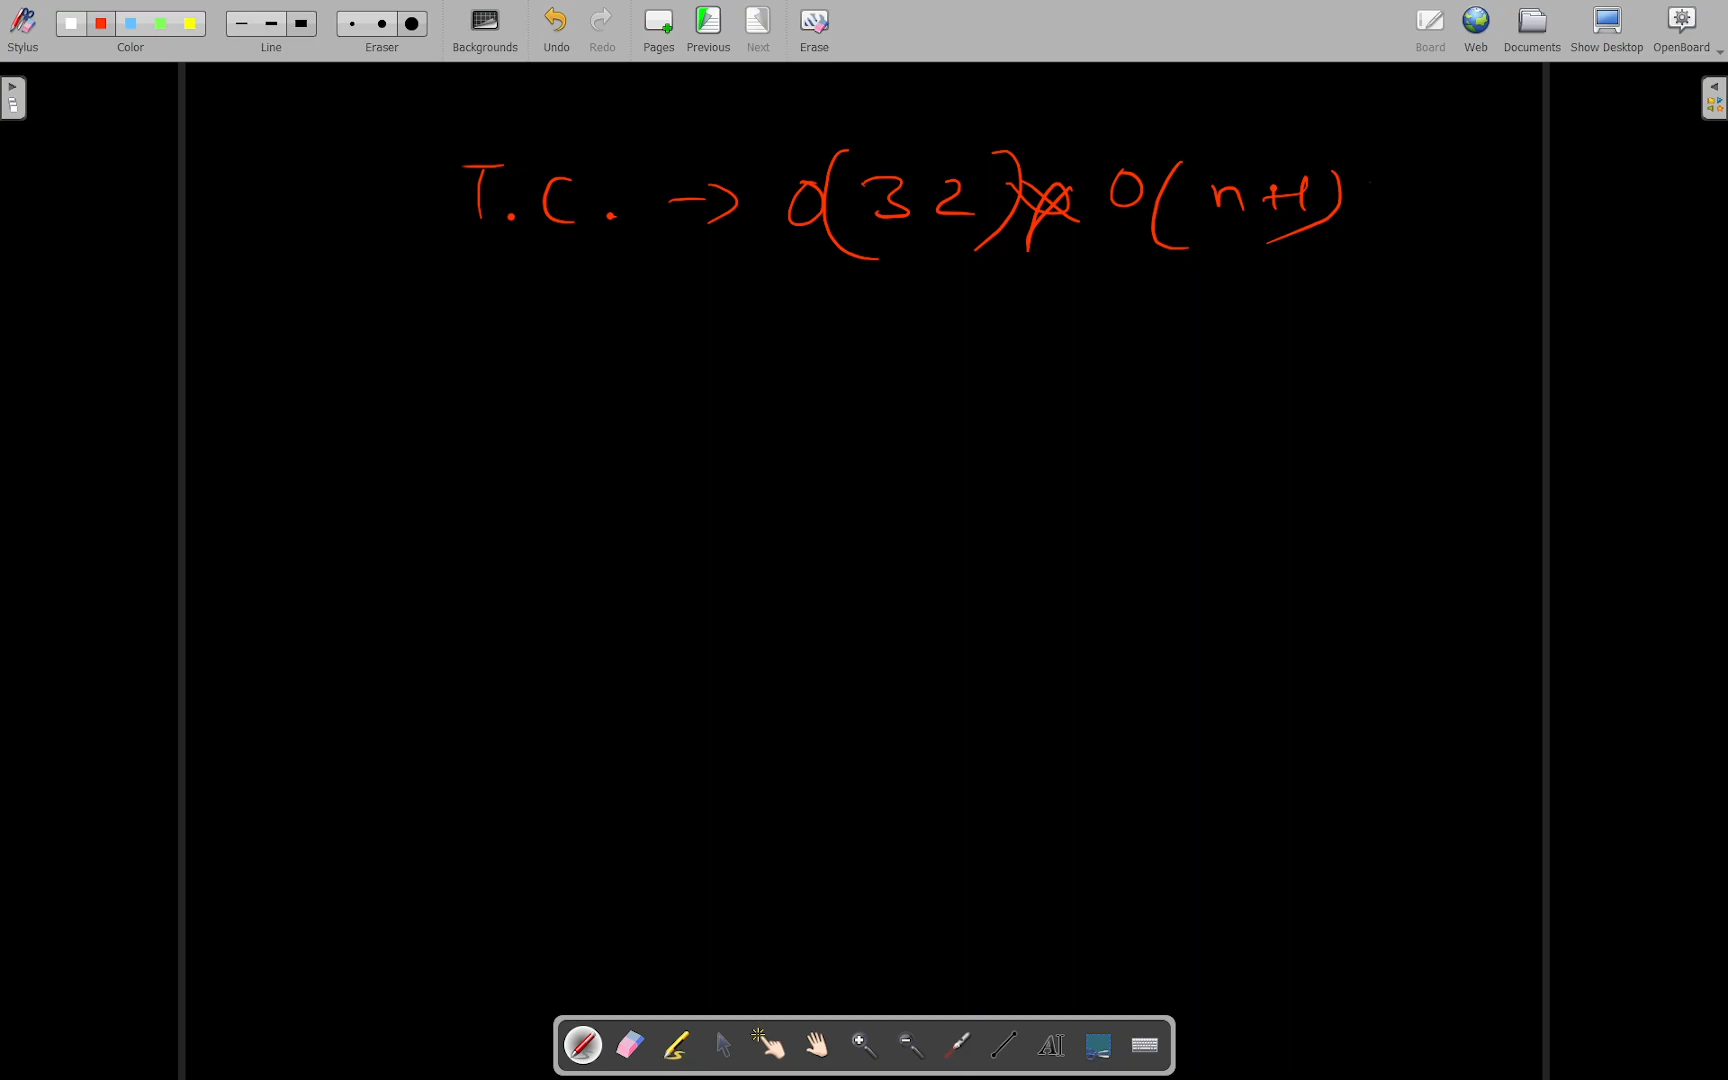 Stylus Color Line Eraser Backgrounds Undo Redo Pages Previous Next Erase Board Web Documents Show Desktop OpenBoard
T.C. → O(32) × O(n+1)
AI